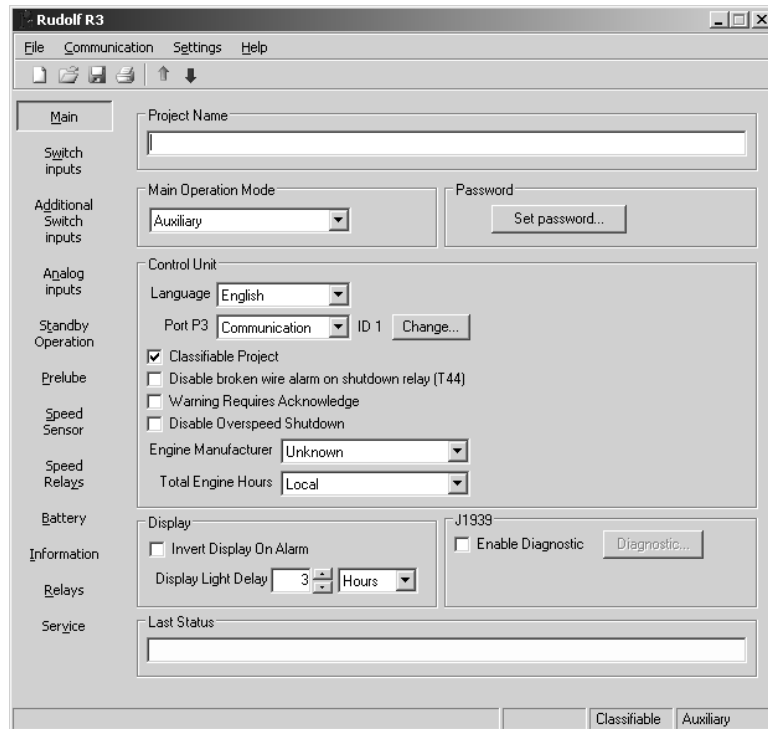 Rudolf R3
File Communication Settings Help
Main
Switch
inputs
Additional
Switch
inputs
Analog
inputs
Standby
Operation
Prelube
Speed
Sensor
Speed
Relays
Battery
Information
Relays
Service
Project Name
Main Operation Mode
Auxiliary
Password
Set password...
Control Unit
Language English
Port P3 Communication ID 1 Change...
Classifiable Project
Disable broken wire alarm on shutdown relay (T44)
Warning Requires Acknowledge
Disable Overspeed Shutdown
Engine Manufacturer Unknown
Total Engine Hours Local
Display
Invert Display On Alarm
Display Light Delay 3 Hours
J1939
Enable Diagnostic Diagnostic...
Last Status
Classifiable Auxiliary